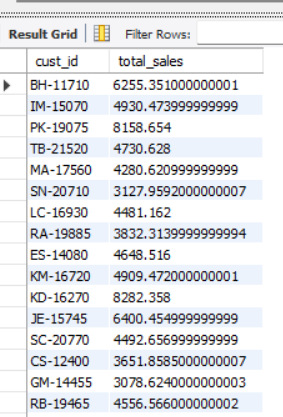 Result Grid Filter Rows:
cust_id total_sales
BH-11710 6255.351000000001
IM-15070 4930.473999999999
PK-19075 8158.654
TB-21520 4730.628
MA-17560 4280.620999999999
SN-20710 3127.9592000000007
LC-16930 4481.162
RA-19885 3832.3139999999994
ES-14080 4648.516
KM-16720 4909.472000000001
KD-16270 8282.358
JE-15745 6400.454999999999
SC-20770 4492.656999999999
CS-12400 3651.8585000000007
GM-14455 3078.6240000000003
RB-19465 4556.566000000002